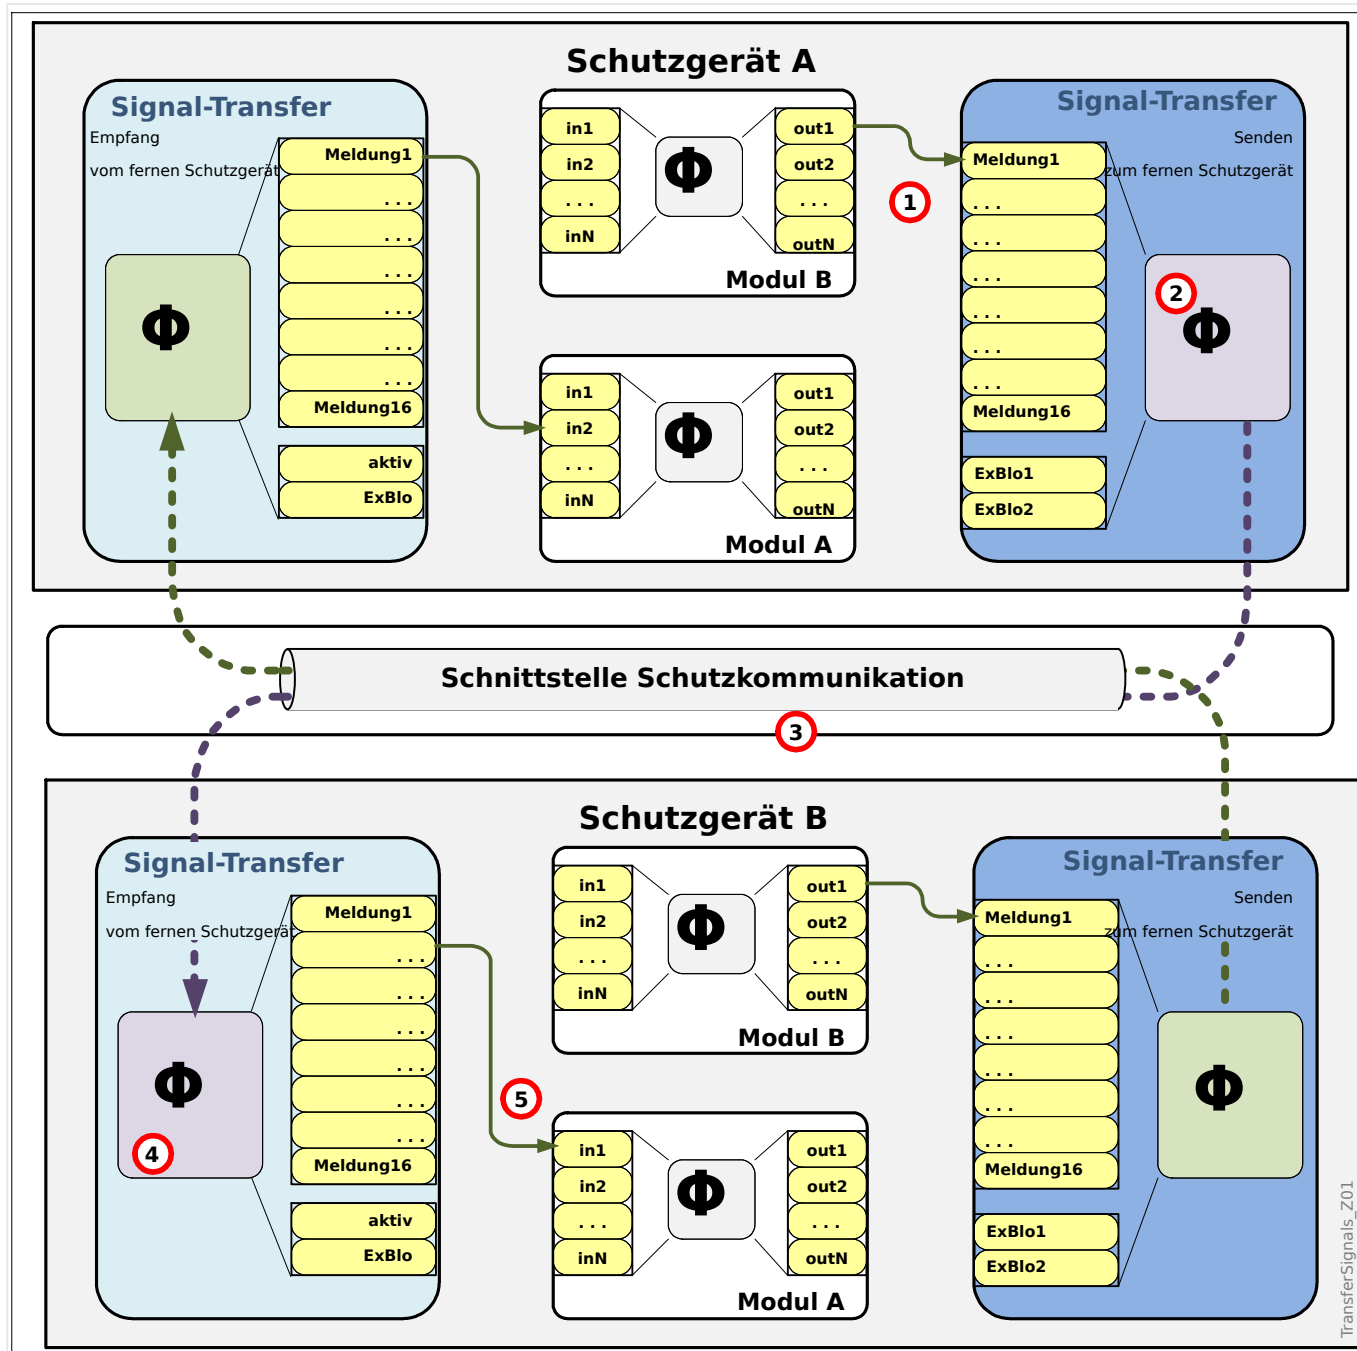 Schutzgerät A
Signal-Transfer
Empfang
vom fernen Schutzgerät
Meldung1
. . .
. . .
. . .
. . .
. . .
. . .
Meldung16
aktiv
ExBlo
Φ
in1
in2
. . .
inN
Φ
out1
out2
. . .
outN
Modul B
in1
in2
. . .
inN
Φ
out1
out2
. . .
outN
Modul A
1
Signal-Transfer
Senden
zum fernen Schutzgerät
Meldung1
. . .
. . .
. . .
. . .
. . .
. . .
Meldung16
ExBlo1
ExBlo2
2
Φ
Schnittstelle Schutzkommunikation
3
Schutzgerät B
Signal-Transfer
Empfang
vom fernen Schutzgerät
Meldung1
. . .
. . .
. . .
. . .
. . .
. . .
Meldung16
aktiv
ExBlo
Φ
4
5
in1
in2
. . .
inN
Φ
out1
out2
. . .
outN
Modul B
in1
in2
. . .
inN
Φ
out1
out2
. . .
outN
Modul A
Signal-Transfer
Senden
zum fernen Schutzgerät
Meldung1
. . .
. . .
. . .
. . .
. . .
. . .
Meldung16
ExBlo1
ExBlo2
Φ
TransferSignals_Z01